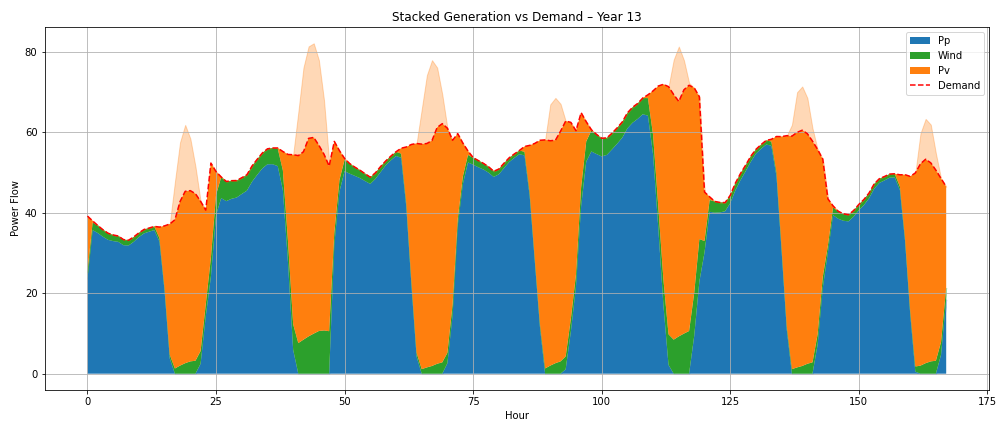 Stacked Generation vs Demand – Year 13
Pp
Wind
Pv
Demand
Power Flow
80
60
40
20
0
0 25 50 75 100 125 150 175
Hour